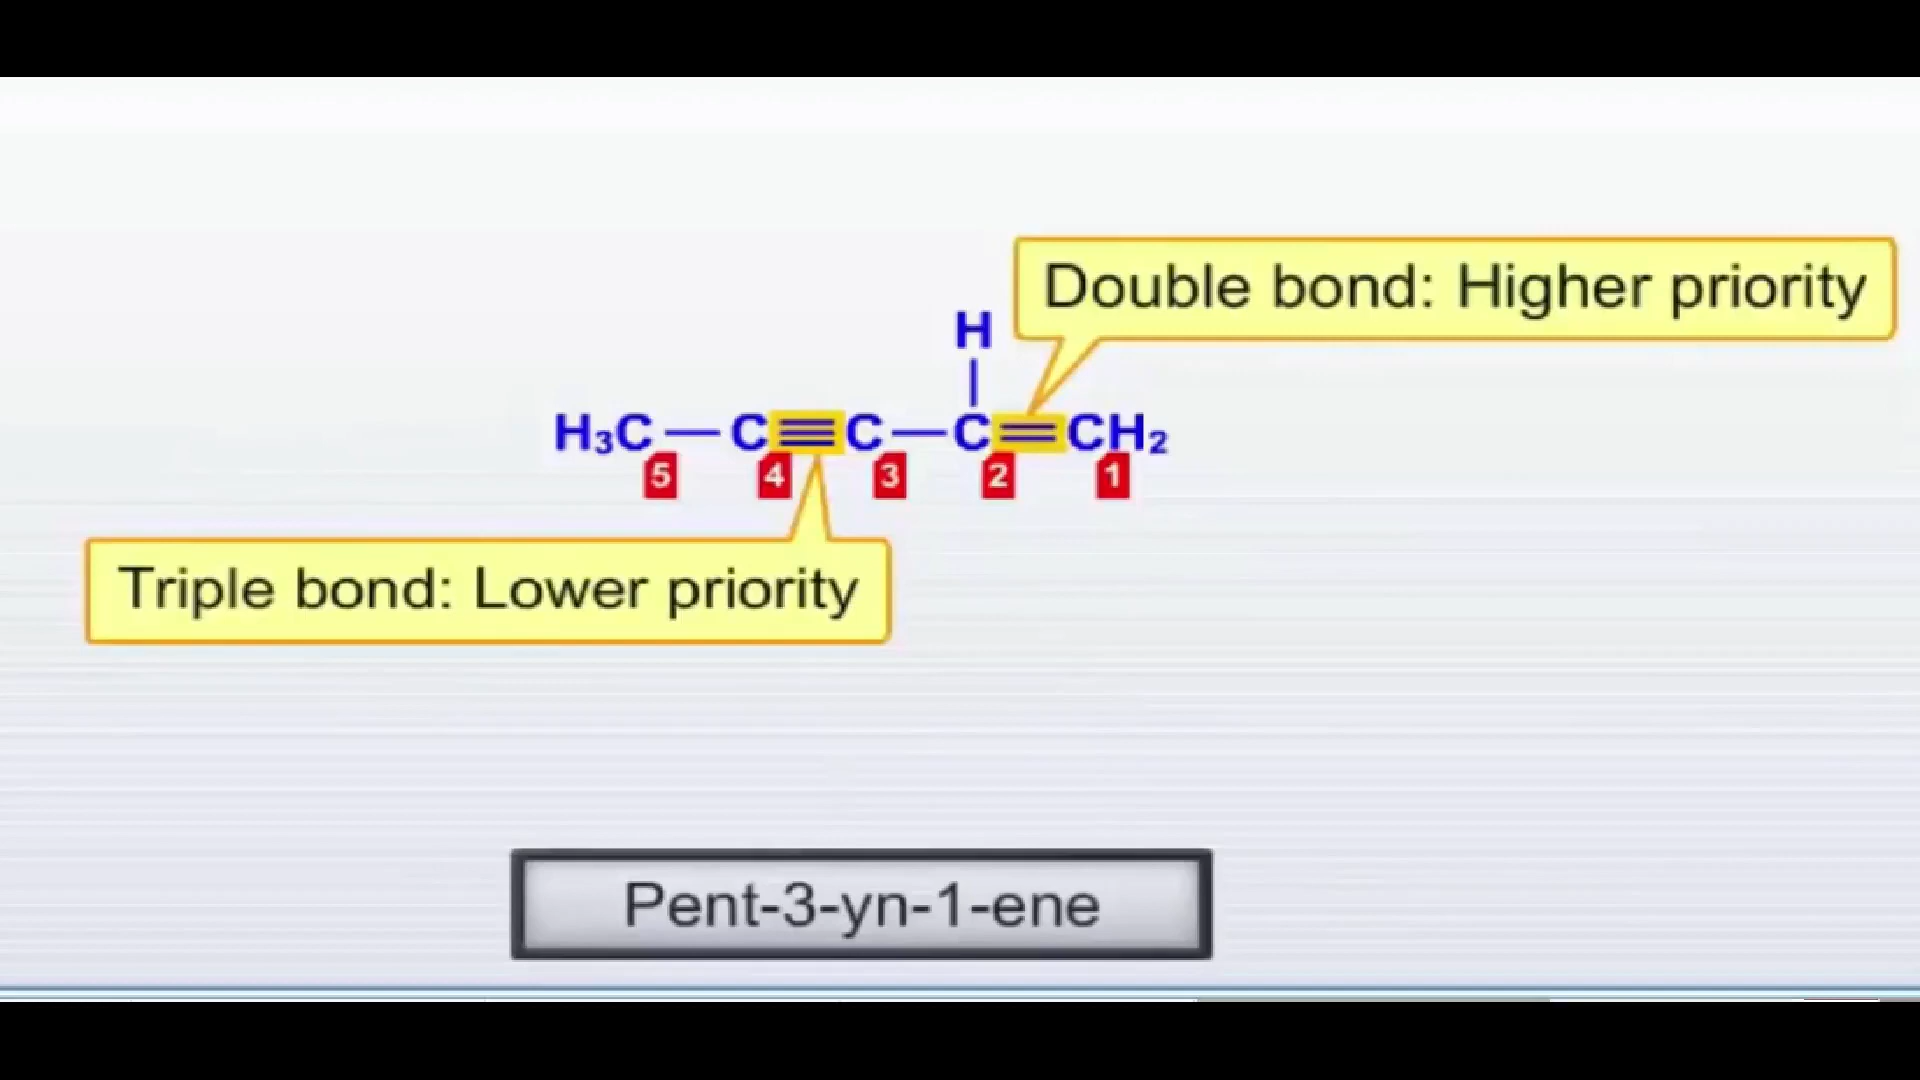 Double bond: Higher priority
H
H₃C—C≡C—C=CH₂
5 4 3 2 1
Triple bond: Lower priority
Pent-3-yn-1-ene